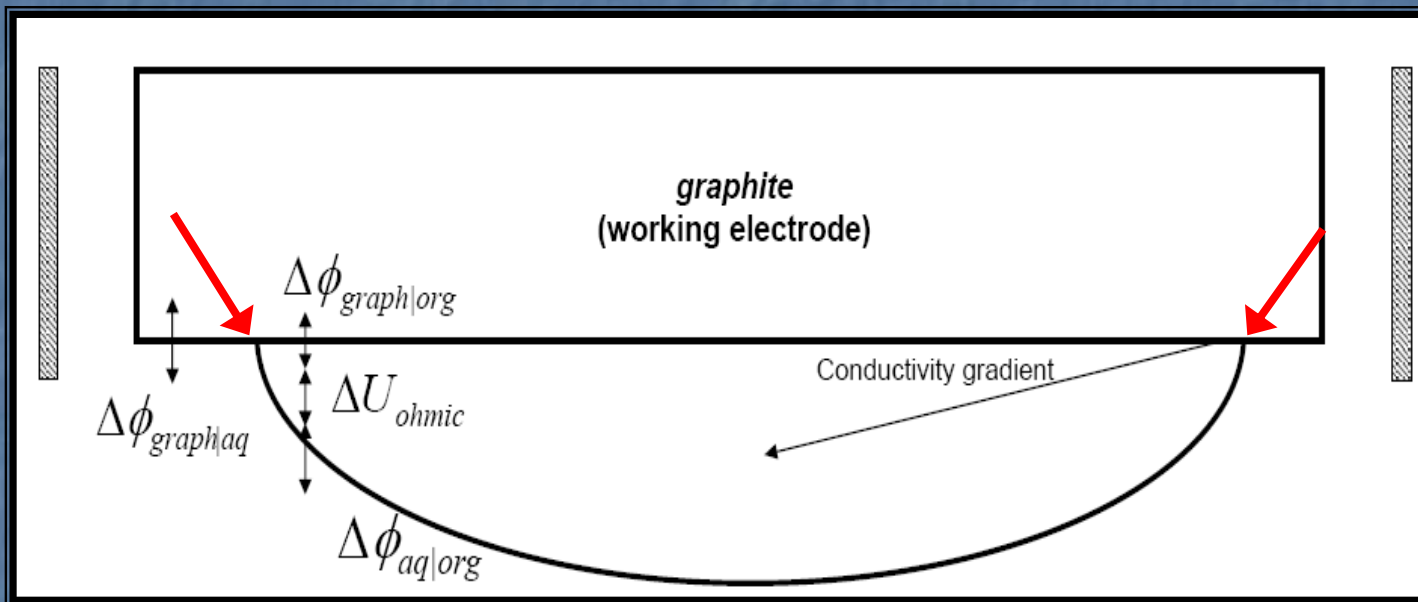 graphite
(working electrode)
Δϕgraph|org
Conductivity gradient
ΔUohmic
Δϕgraph|aq
Δϕaq|org